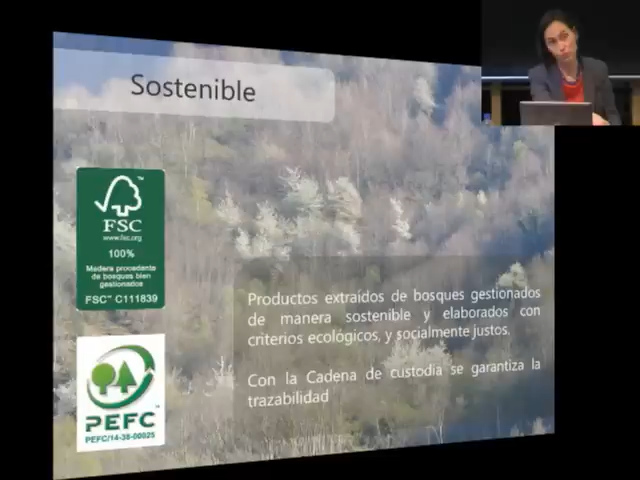 Sostenible
FSC
www.fsc.org
100%
Madera procedente
de bosques bien
gestionados
FSC™ C111839
Productos extraídos de bosques gestionados
de manera sostenible y elaborados con
criterios ecológicos, y socialmente justos.
Con la Cadena de custodia se garantiza la
trazabilidad
PEFC™
PEFC/14-38-00025